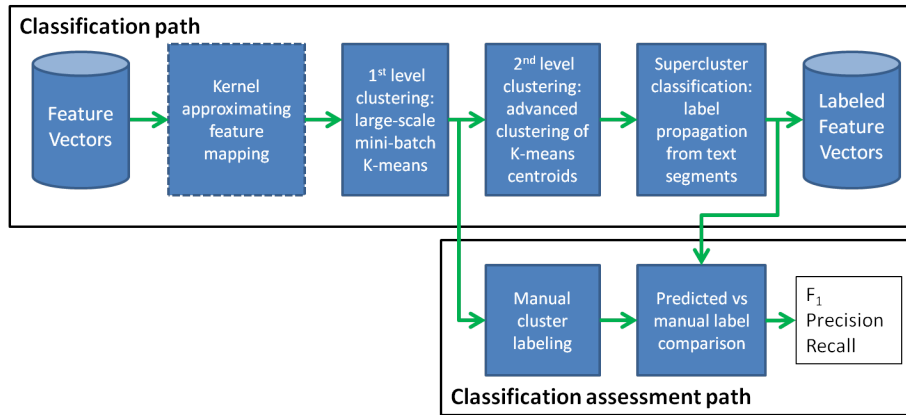 Classification path
Feature
Vectors
Kernel
approximating
feature
mapping
1st level
clustering:
large-scale
mini-batch
K-means
2nd level
clustering:
advanced
clustering of
K-means
centroids
Supercluster
classification:
label
propagation
from text
segments
Labeled
Feature
Vectors
Manual
cluster
labeling
Predicted vs
manual label
comparison
F1
Precision
Recall
Classification assessment path